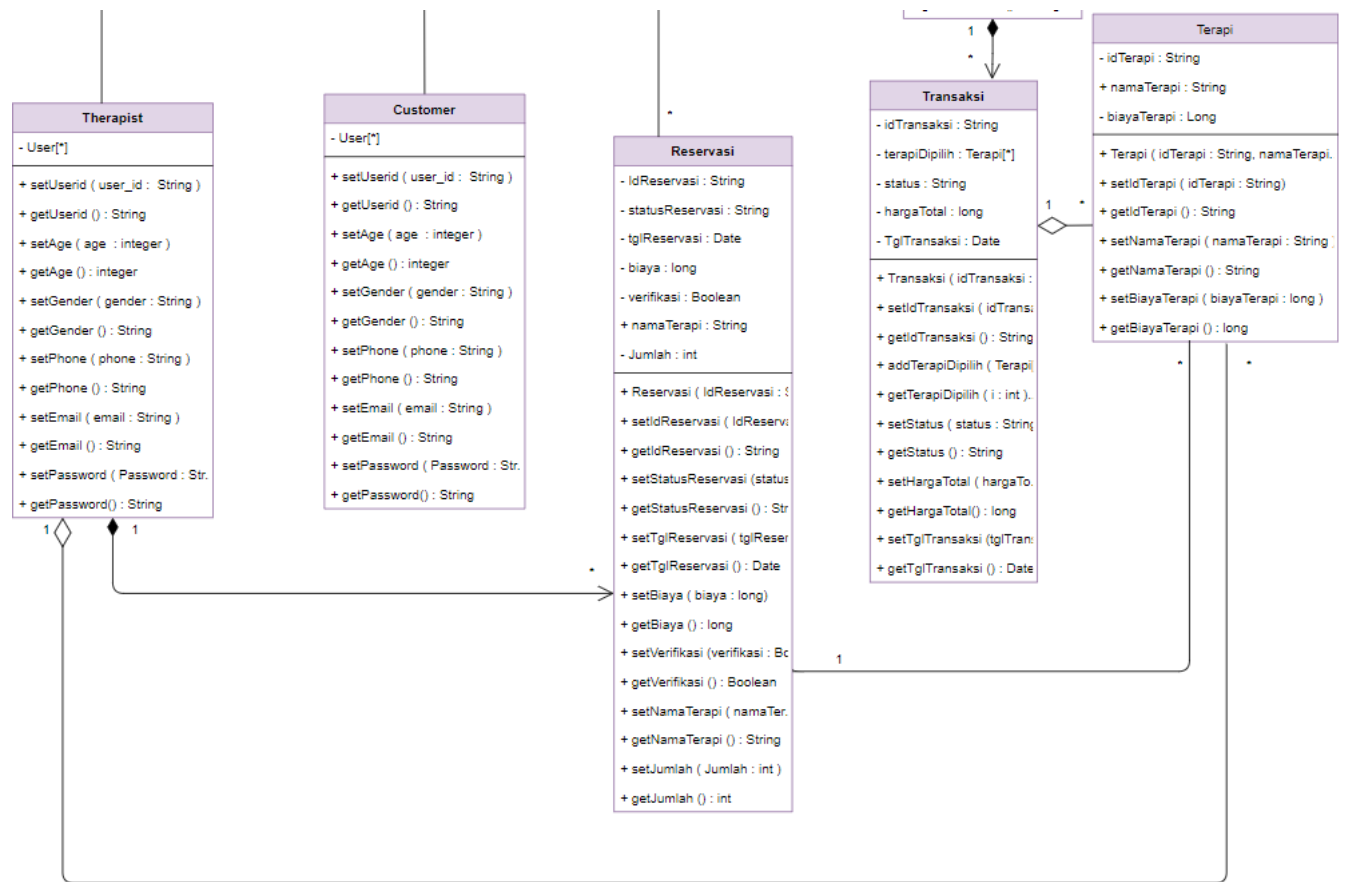 Therapist
- User[*]
+ setUserid ( user_id : String )
+ getUserid () : String
+ setAge ( age : integer )
+ getAge () : integer
+ setGender ( gender : String )
+ getGender () : String
+ setPhone ( phone : String )
+ getPhone () : String
+ setEmail ( email : String )
+ getEmail () : String
+ setPassword ( Password : Str.
+ getPassword() : String
1
1
Customer
- User[*]
+ setUserid ( user_id : String )
+ getUserid () : String
+ setAge ( age : integer )
+ getAge () : integer
+ setGender ( gender : String )
+ getGender () : String
+ setPhone ( phone : String )
+ getPhone () : String
+ setEmail ( email : String )
+ getEmail () : String
+ setPassword ( Password : Str.
+ getPassword() : String
*
*
Reservasi
- IdReservasi : String
- statusReservasi : String
- tglReservasi : Date
- biaya : long
- verifikasi : Boolean
+ namaTerapi : String
- Jumlah : int
+ Reservasi ( IdReservasi :
+ setIdReservasi ( IdReserv
+ getIdReservasi () : String
+ setStatusReservasi (status
+ getStatusReservasi () : Str
+ setTglReservasi ( tglReser
+ getTglReservasi () : Date
+ setBiaya ( biaya : long)
+ getBiaya () : long
+ setVerifikasi (verifikasi : Bo
+ getVerifikasi () : Boolean
+ setNamaTerapi ( namaTer.
+ getNamaTerapi () : String
+ setJumlah ( Jumlah : int )
+ getJumlah () : int
1
1
*
Transaksi
- idTransaksi : String
- terapiDipilih : Terapi[*]
- status : String
- hargaTotal : long
- TglTransaksi : Date
+ Transaksi ( idTransaksi :
+ setIdTransaksi ( idTrans
+ getIdTransaksi () : String
+ addTerapiDipilih ( Terapi
+ getTerapiDipilih ( i : int ).
+ setStatus ( status : String
+ getStatus () : String
+ setHargaTotal ( hargaTo.
+ getHargaTotal() : long
+ setTglTransaksi (tglTran
+ getTglTransaksi () : Date
1
*
Terapi
- idTerapi : String
+ namaTerapi : String
- biayaTerapi : Long
+ Terapi ( idTerapi : String, namaTerapi.
+ setIdTerapi ( idTerapi : String)
+ getIdTerapi () : String
+ setNamaTerapi ( namaTerapi : String
+ getNamaTerapi () : String
+ setBiayaTerapi ( biayaTerapi : long )
+ getBiayaTerapi () : long
*
*